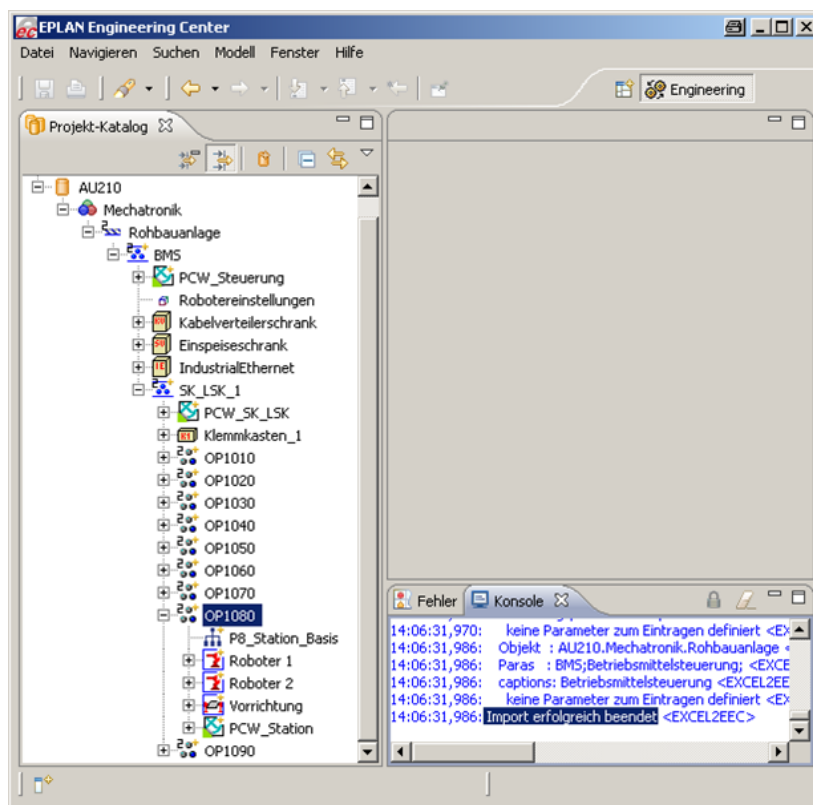 EPLAN Engineering Center
Datei Navigieren Suchen Modell Fenster Hilfe
Engineering
Projekt-Katalog
AU210
Mechatronik
Rohbauanlage
BMS
PCW_Steuerung
Robotereinstellungen
Kabelverteilerschrank
Einspeiseschrank
IndustrialEthernet
SK_LSK_1
PCW_SK_LSK
Klemmkasten_1
OP1010
OP1020
OP1030
OP1040
OP1050
OP1060
OP1070
OP1080
P8_Station_Basis
Roboter 1
Roboter 2
Vorrichtung
PCW_Station
OP1090
Fehler Konsole
14:06:31,970: keine Parameter zum Eintragen definiert <EX
14:06:31,986: Objekt : AU210.Mechatronik.Rohbauanlage <
14:06:31,986: Paras : BMS;Betriebsmittelsteuerung; <EXCE
14:06:31,986: captions: Betriebsmittelsteuerung <EXCEL2EE
14:06:31,986: keine Parameter zum Eintragen definiert <EX
14:06:31,986: Import erfolgreich beendet <EXCEL2EEC>